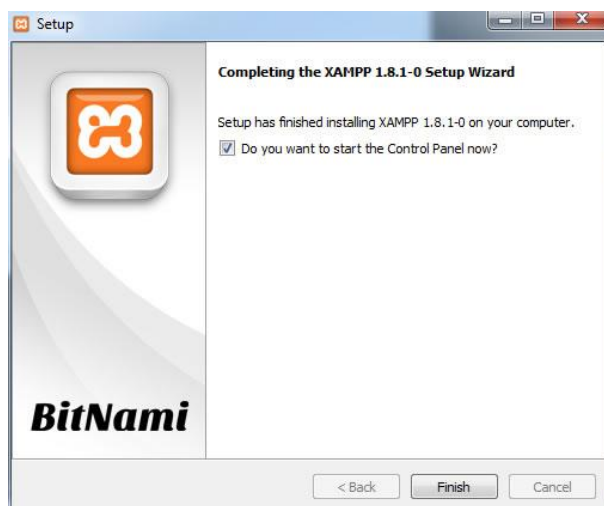 Setup
Completing the XAMPP 1.8.1-0 Setup Wizard
Setup has finished installing XAMPP 1.8.1-0 on your computer.
Do you want to start the Control Panel now?
BitNami
< Back Finish Cancel